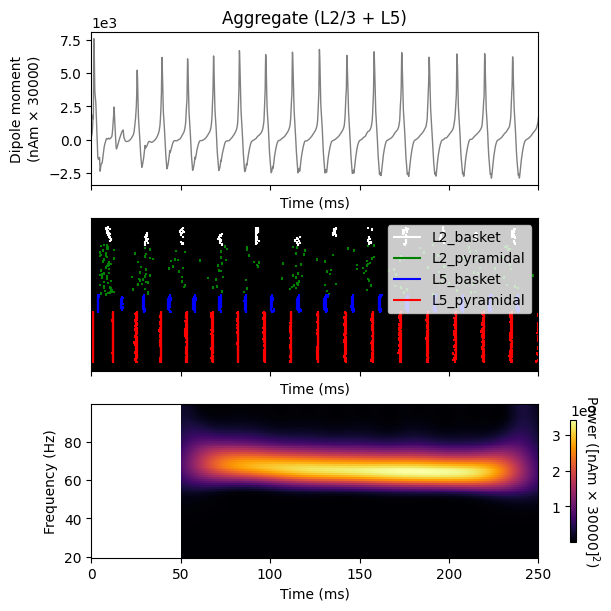 Aggregate (L2/3 + L5)
1e3
7.5
5.0
2.5
0.0
−2.5
Dipole moment
(nAm × 30000)
Time (ms)
L2_basket
L2_pyramidal
L5_basket
L5_pyramidal
Time (ms)
1e9
80
60
40
20
Frequency (Hz)
0
50
100
150
200
250
Time (ms)
3
2
1
Power ([nAm × 30000]²)